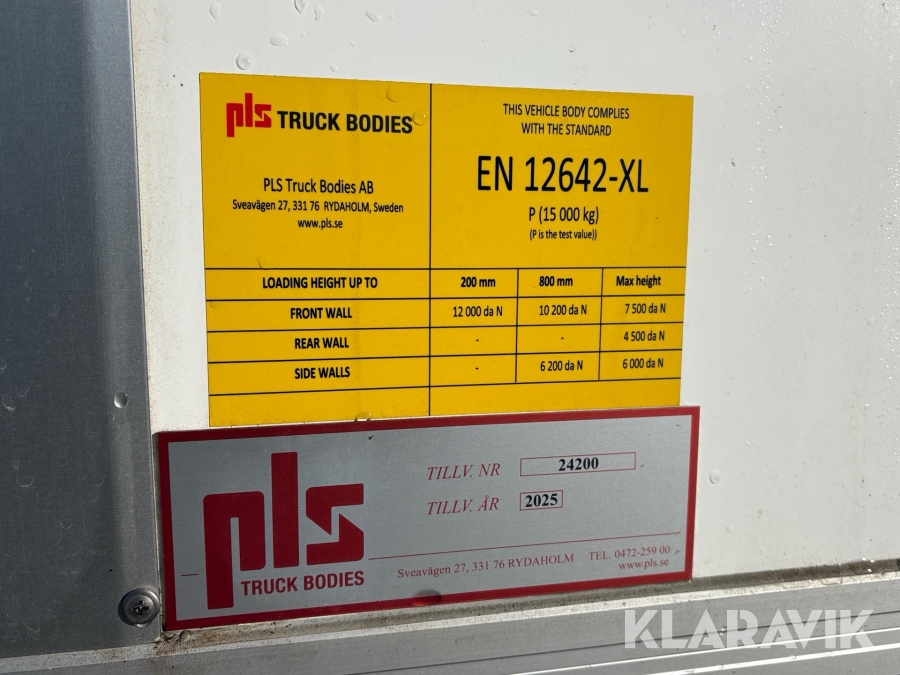 pls TRUCK BODIES
PLS Truck Bodies AB
Sveavägen 27, 331 76 RYDAHOLM, Sweden
www.pls.se
THIS VEHICLE BODY COMPLIES
WITH THE STANDARD
EN 12642-XL
P (15 000 kg)
(P is the test value))
LOADING HEIGHT UP TO 200 mm 800 mm Max height
FRONT WALL 12 000 da N 10 200 da N 7 500 da N
REAR WALL - - 4 500 da N
SIDE WALLS - 6 200 da N 6 000 da N
pls
TRUCK BODIES
TILLV. NR 24200
TILLV. ÅR 2025
Sveavägen 27, 331 76 RYDAHOLM TEL. 0472-259 00
www.pls.se
KLARAVIK